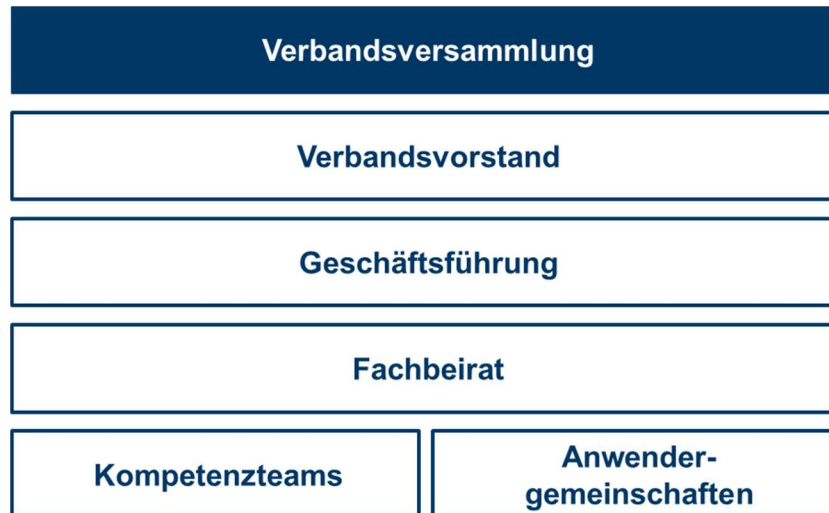 Verbandsversammlung
Verbandsvorstand
Geschäftsführung
Fachbeirat
Kompetenzteams
Anwender-
gemeinschaften